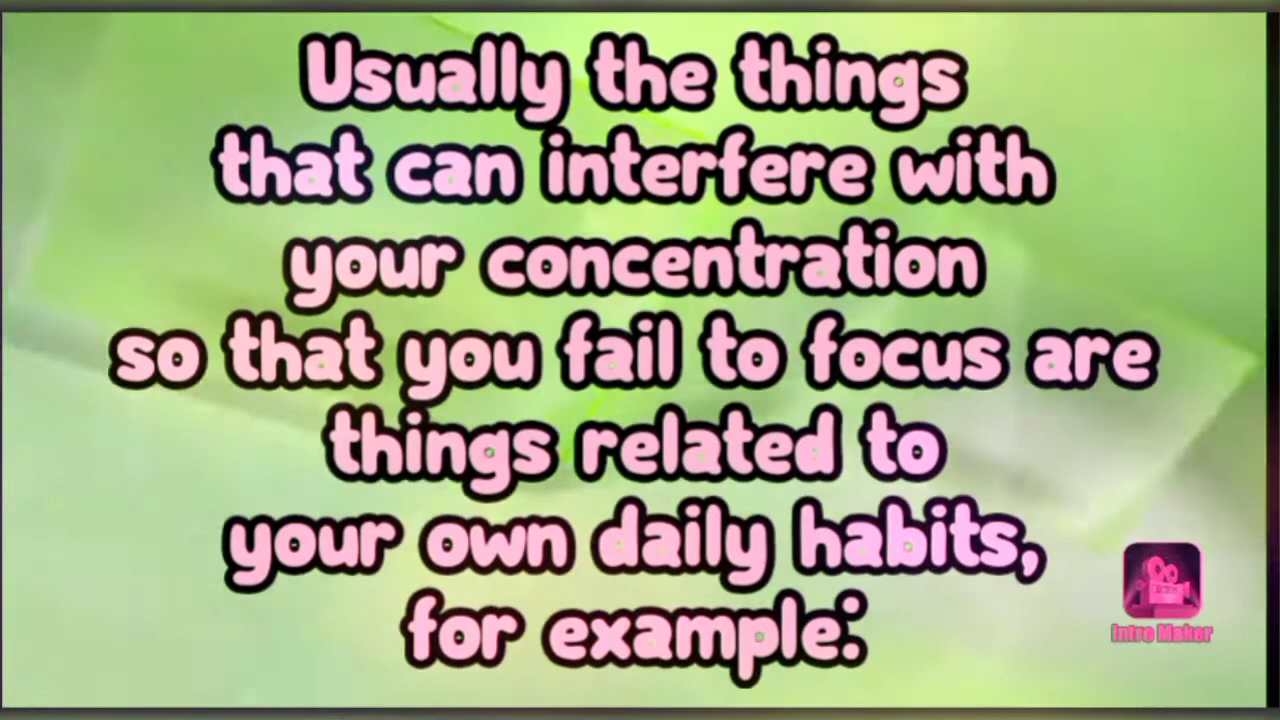 Usually the things
that can interfere with
your concentration
so that you fail to focus are
things related to
your own daily habits,
for example:
Intro Maker